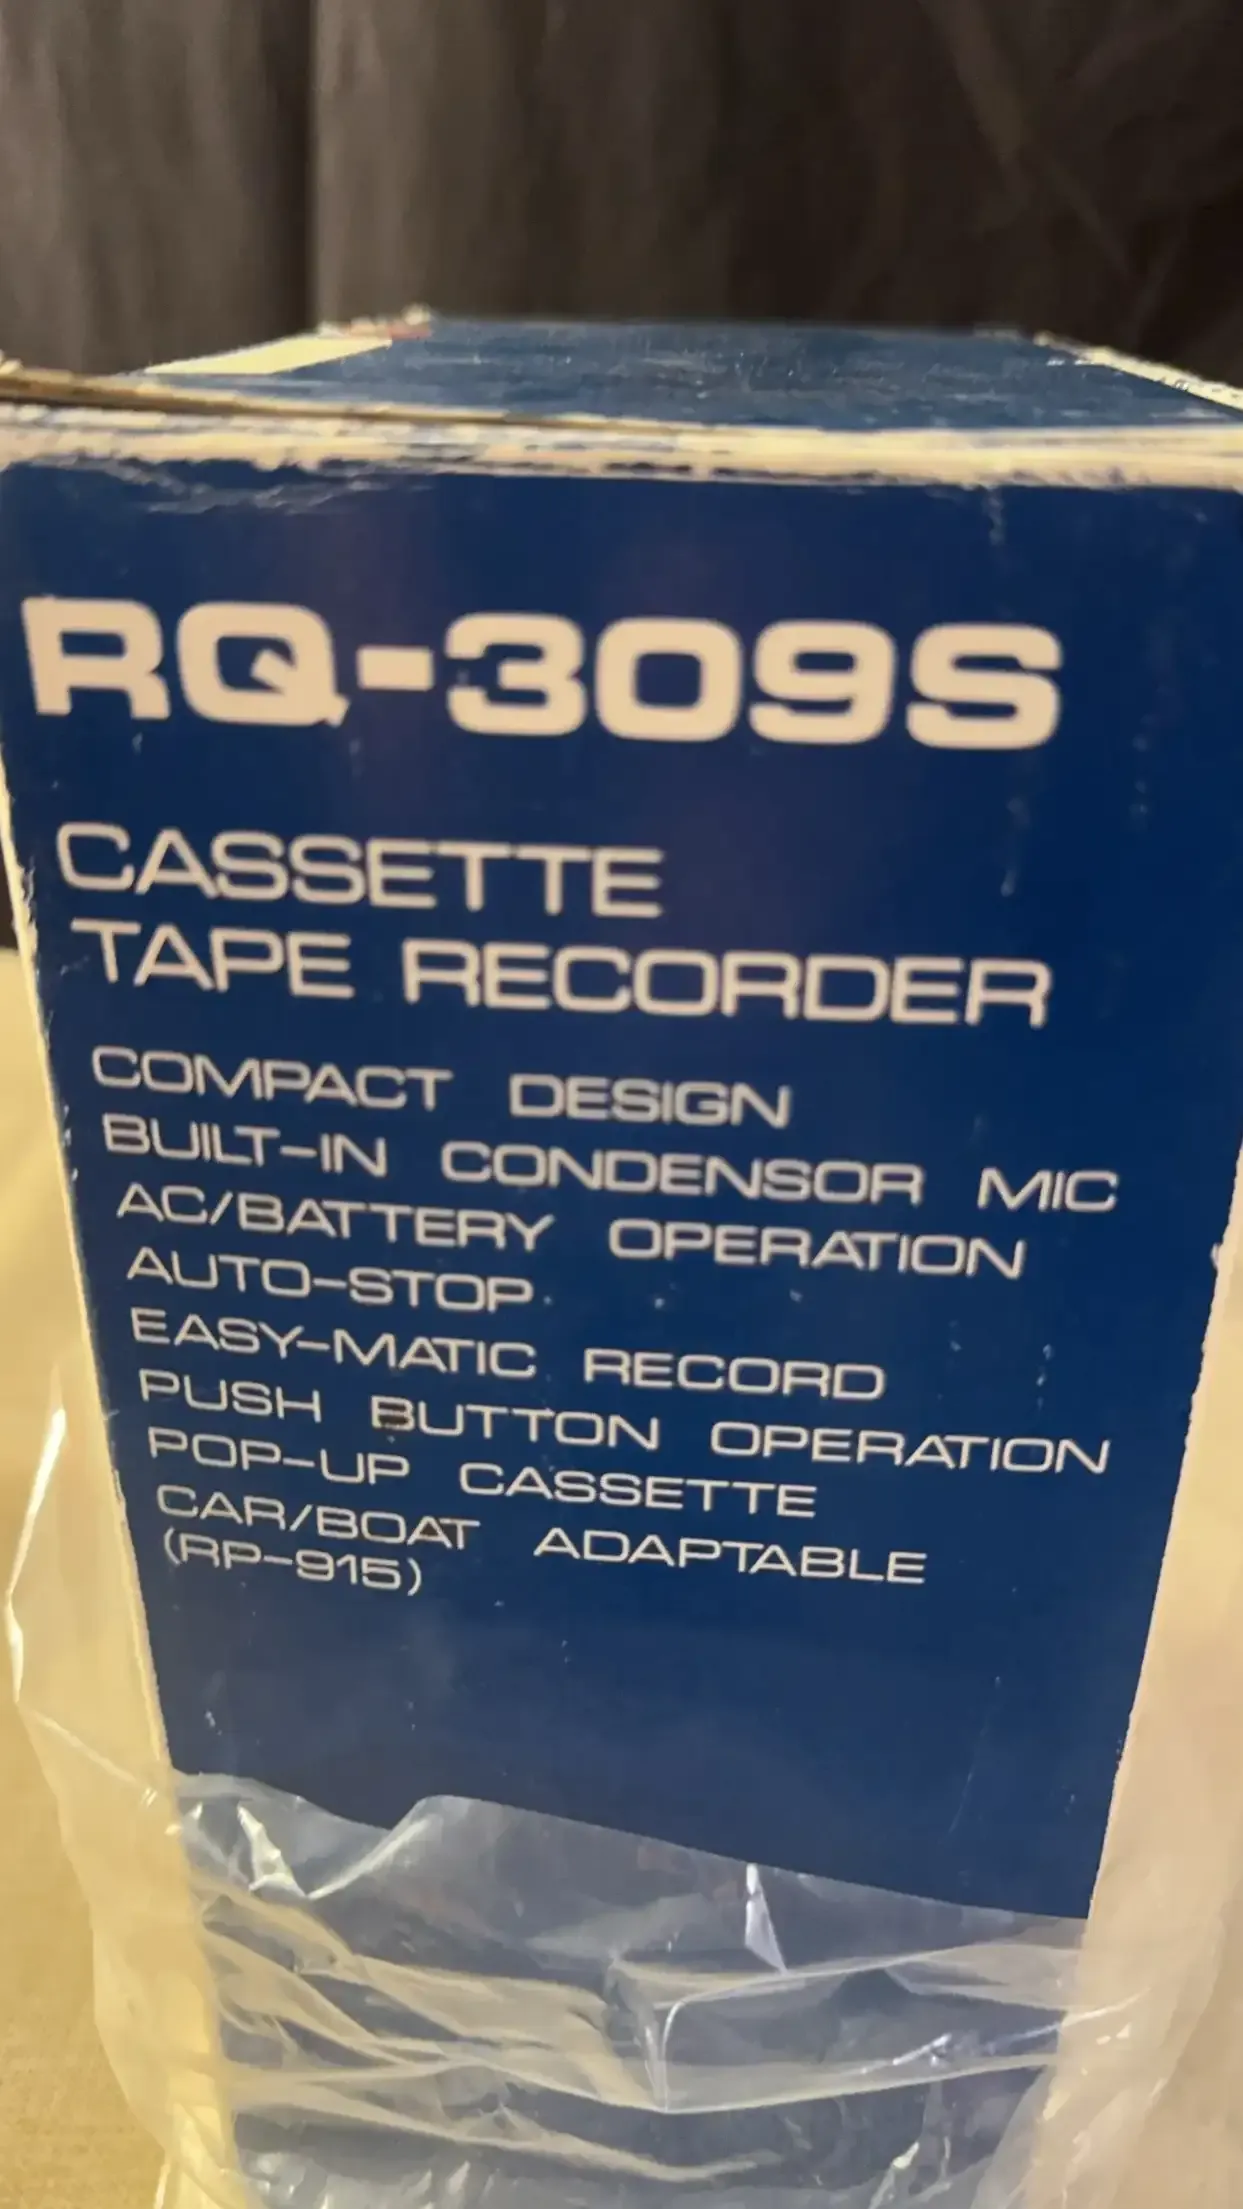 RQ-309S
CASSETTE
TAPE RECORDER
COMPACT DESIGN
BUILT-IN CONDENSOR MIC
AC/BATTERY OPERATION
AUTO-STOP
EASY-MATIC RECORD
PUSH BUTTON OPERATION
POP-UP CASSETTE
CAR/BOAT ADAPTABLE
(RP-915)